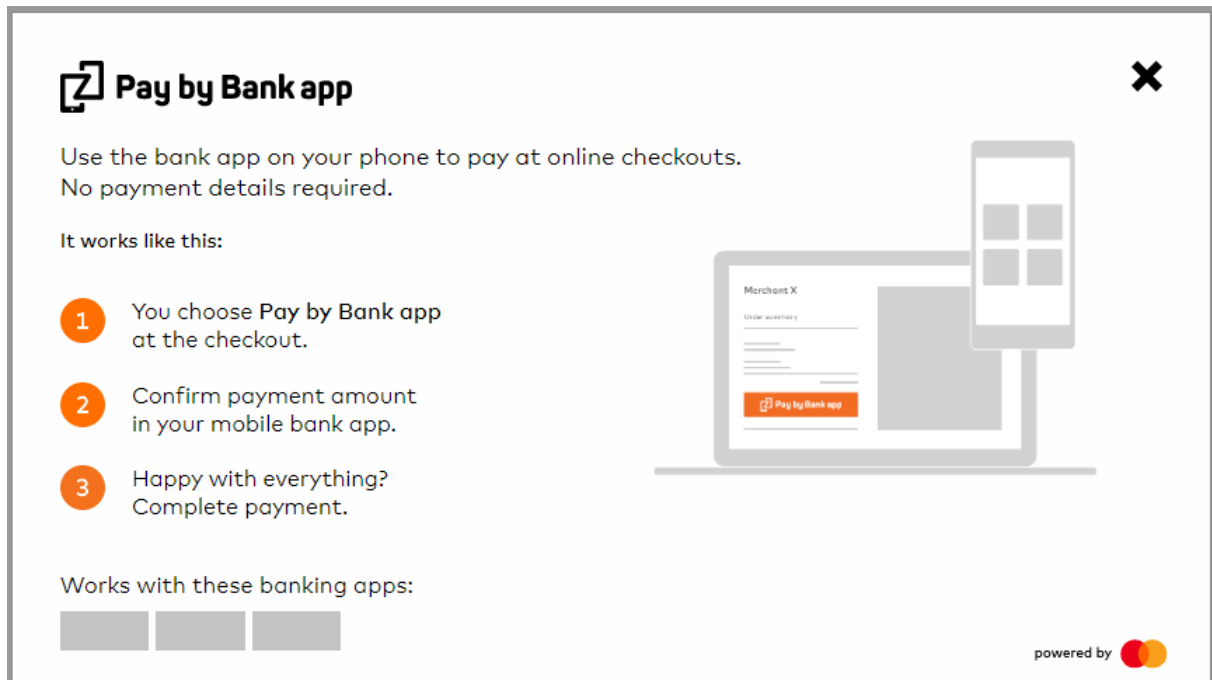 Pay by Bank app
Use the bank app on your phone to pay at online checkouts.
No payment details required.
It works like this:
1
You choose Pay by Bank app
at the checkout.
2
Confirm payment amount
in your mobile bank app.
3
Happy with everything?
Complete payment.
Merchant X
Order summary
Pay by Bank app
Works with these banking apps:
powered by